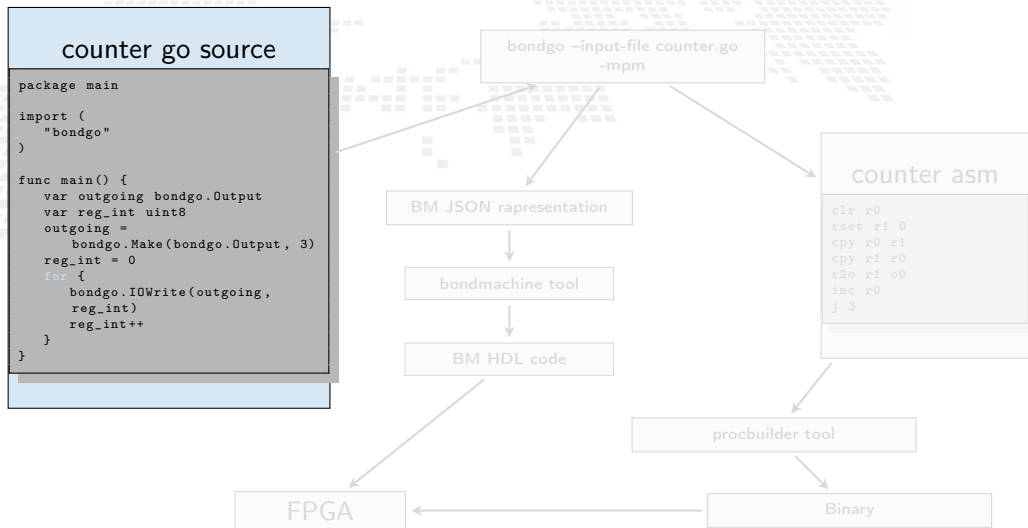 counter go source
package main
import (
"bondgo"
)
func main() {
var outgoing bondgo.Output
var reg_int uint8
outgoing =
bondgo.Make(bondgo.Output, 3)
reg_int = 0
for {
bondgo.IOWrite(outgoing,
reg_int)
reg_int++
}
}
bondgo –input-file counter.go
-mpm
BM JSON rapresentation
bondmachine tool
BM HDL code
FPGA
counter asm
clr r0
rset r1 0
cpy r0 r1
cpy r1 r0
r2o r1 o0
inc r0
j 3
procbuilder tool
Binary